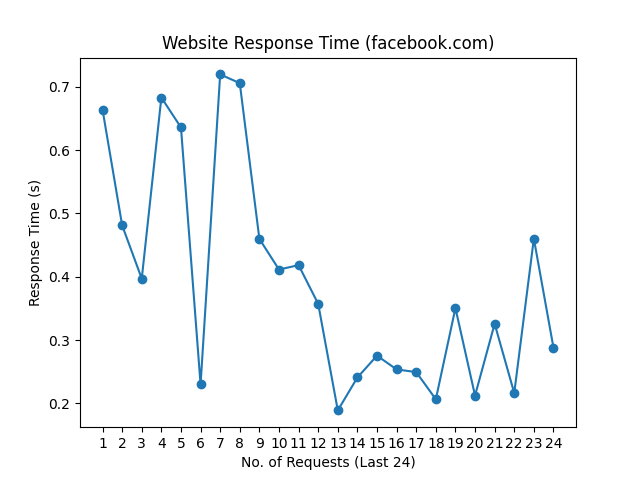 Website Response Time (facebook.com)
Response Time (s)
0.7
0.6
0.5
0.4
0.3
0.2
1 2 3 4 5 6 7 8 9 10 11 12 13 14 15 16 17 18 19 20 21 22 23 24
No. of Requests (Last 24)